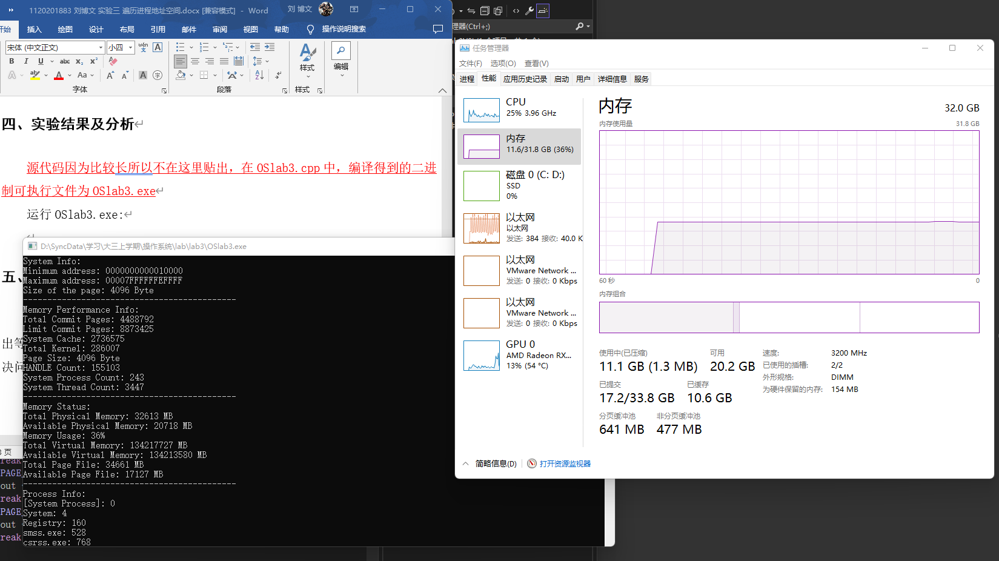 1120201883 刘博文 实验三 遍历进程地址空间.docx [兼容模式] - Word
刘 博文
开始 插入 绘图 设计 布局 引用 邮件 审阅 视图 帮助 操作说明搜索
宋体 (中文正文) 小四 wén A
B I U abc x₂ x²
A aby A Aa A A A 字
字体 段落 样式
样式
编辑
四、实验结果及分析
源代码因为比较长所以不在这里贴出，在 OSlab3.cpp 中，编译得到的二进
制可执行文件为 OSlab3.exe
运行 OSlab3.exe:
五、
出等
决问
页
reak
PAGE
out
reak
PAGE
out
reak
D:\SyncData\学习\大三上学期\操作系统\lab\lab3\OSlab3.exe
System Info:
Minimum address: 0000000000010000
Maximum address: 00007FFFFFFEFFFF
Size of the page: 4096 Byte
--------------------------------------------
Memory Performance Info:
Total Commit Pages: 4488792
Limit Commit Pages: 8873425
System Cache: 2736575
Total Kernel: 286007
Page Size: 4096 Byte
HANDLE Count: 155103
System Process Count: 243
System Thread Count: 3447
--------------------------------------------
Memory Status:
Total Physical Memory: 32613 MB
Available Physical Memory: 20718 MB
Memory Usage: 36%
Total Virtual Memory: 134217727 MB
Available Virtual Memory: 134213580 MB
Total Page File: 34661 MB
Available Page File: 17127 MB
--------------------------------------------
Process Info:
[System Process]: 0
System: 4
Registry: 160
smss.exe: 528
csrss.exe: 768
理器(Ctrl+;)
任务管理器
文件(F) 选项(O) 查看(V)
进程 性能 应用历史记录 启动 用户 详细信息 服务
CPU
25% 3.96 GHz
内存
11.6/31.8 GB (36%)
磁盘 0 (C: D:)
SSD
0%
以太网
以太网
发送: 384 接收: 40.0 K
以太网
VMware Network ...
发送: 0 接收: 0 Kbps
以太网
VMware Network ...
发送: 0 接收: 0 Kbps
GPU 0
AMD Radeon RX...
13% (54 °C)
内存 32.0 GB
内存使用量 31.8 GB
60 秒 0
内存组合
使用中(已压缩) 可用
11.1 GB (1.3 MB) 20.2 GB
已提交 已缓存
17.2/33.8 GB 10.6 GB
分页缓冲池 非分页缓冲池
641 MB 477 MB
速度: 3200 MHz
已使用的插槽: 2/2
外形规格: DIMM
为硬件保留的内存: 154 MB
简略信息(D) 打开资源监视器